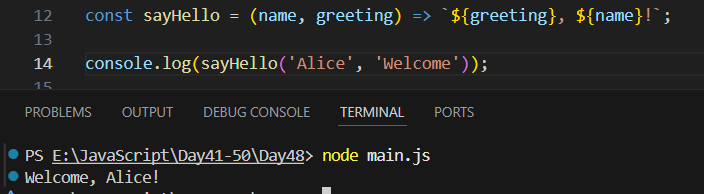 12 const sayHello = (name, greeting) => `${greeting}, ${name}!`;
13
14 console.log(sayHello('Alice', 'Welcome'));
PROBLEMS OUTPUT DEBUG CONSOLE TERMINAL PORTS
PS E:\JavaScript\Day41-50\Day48> node main.js
Welcome, Alice!